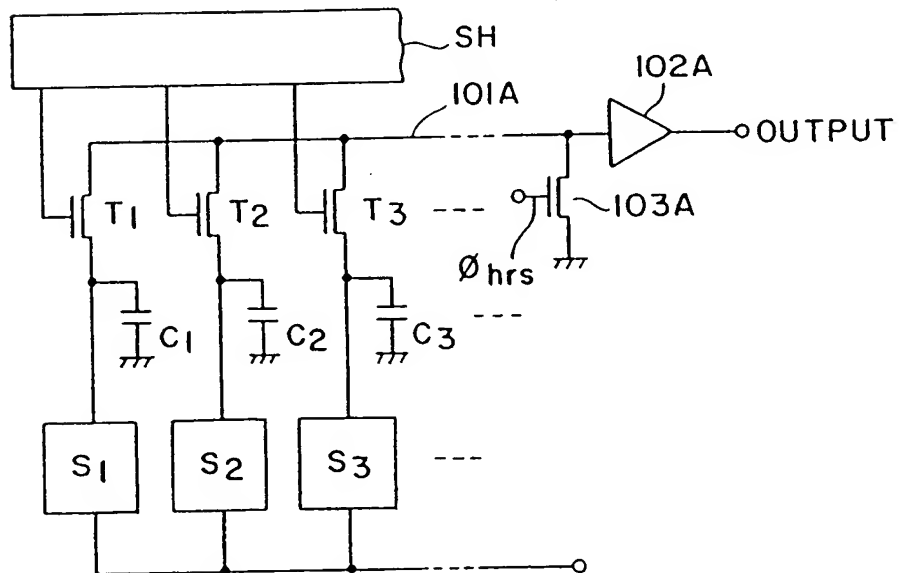 SH
101A
102A
OUTPUT
T1
T2
T3
103A
Øhrs
C1
C2
C3
S1
S2
S3